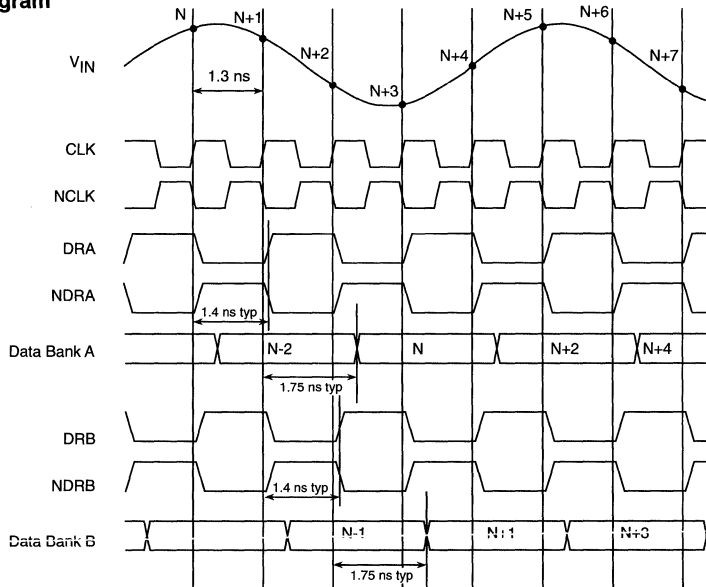 gram
N
N+1
N+2
N+3
N+4
N+5
N+6
N+7
VIN
1.3 ns
CLK
NCLK
DRA
NDRA
1.4 ns typ
Data Bank A
N-2
N
N+2
N+4
1.75 ns typ
DRB
NDRB
1.4 ns typ
Data Bank B
N-1
N+1
N+3
1.75 ns typ